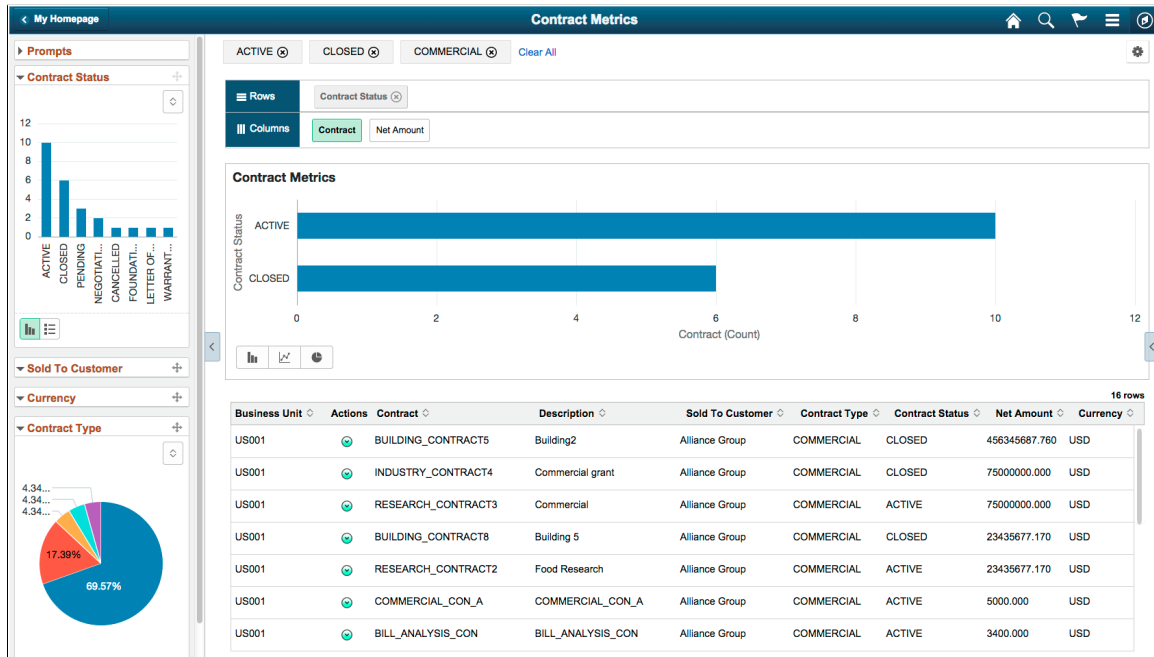 My Homepage
Contract Metrics
Prompts
Contract Status
12
10
8
6
4
2
0
ACTIVE
CLOSED
PENDING
NEGOTIATI...
CANCELLED
FOUNDATI...
LETTER OF...
WARRANT...
Sold To Customer
Currency
Contract Type
4.34...
4.34...
4.34...
17.39%
69.57%
ACTIVE CLOSED COMMERCIAL Clear All
Rows Contract Status
Columns Contract Net Amount
Contract Metrics
Contract Status
ACTIVE
CLOSED
0 2 4 6 8 10 12
Contract (Count)
16 rows
Business Unit Actions Contract Description Sold To Customer Contract Type Contract Status Net Amount Currency
US001 BUILDING_CONTRACT5 Building2 Alliance Group COMMERCIAL CLOSED 456345687.760 USD
US001 INDUSTRY_CONTRACT4 Commercial grant Alliance Group COMMERCIAL CLOSED 75000000.000 USD
US001 RESEARCH_CONTRACT3 Commercial Alliance Group COMMERCIAL ACTIVE 75000000.000 USD
US001 BUILDING_CONTRACT8 Building 5 Alliance Group COMMERCIAL CLOSED 23435677.170 USD
US001 RESEARCH_CONTRACT2 Food Research Alliance Group COMMERCIAL ACTIVE 23435677.170 USD
US001 COMMERCIAL_CON_A COMMERCIAL_CON_A Alliance Group COMMERCIAL ACTIVE 5000.000 USD
US001 BILL_ANALYSIS_CON BILL_ANALYSIS_CON Alliance Group COMMERCIAL ACTIVE 3400.000 USD